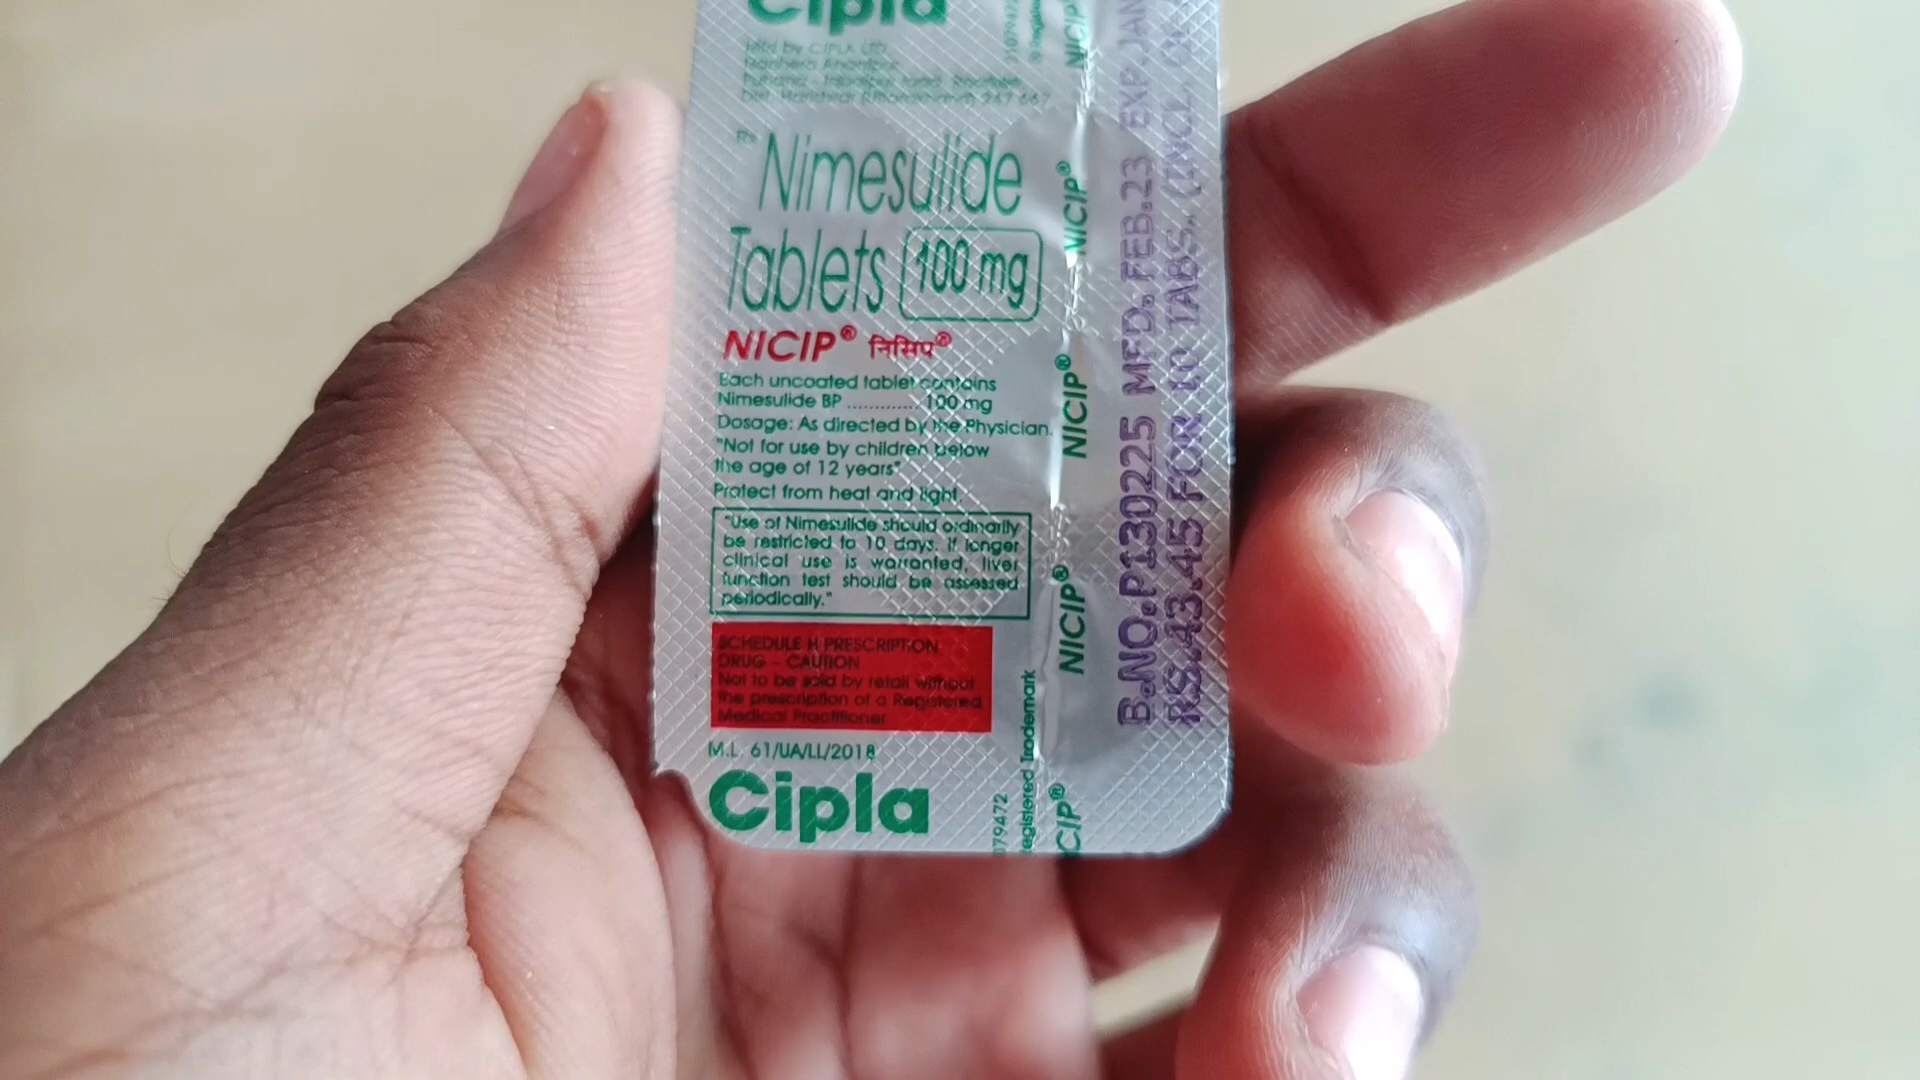 Cipla
Mfd by CIPLA LTD.
247 667
Rx
Nimesulide
Tablets 100 mg
NICIP® निसिप®
Each uncoated tablet contains
Nimesulide BP ............. 100 mg
Dosage: As directed by the Physician.
"Not for use by children below
the age of 12 years"
Protect from heat and light.
"Use of Nimesulide should ordinarily
be restricted to 10 days. If longer
clinical use is warranted, liver
function test should be assessed
periodically."
SCHEDULE H PRESCRIPTION
DRUG - CAUTION
Not to be sold by retail without
the prescription of a Registered
Medical Practitioner
M.L. 61/UA/LL/2018
Cipla
079472
Registered Trademark
NICIP®
NICIP®
NICIP®
NICIP®
CIP®
B.NO.P130225 MFD.FEB.23 EXP.JAN
RS.43.45 FOR 10 TABS.(INCL.